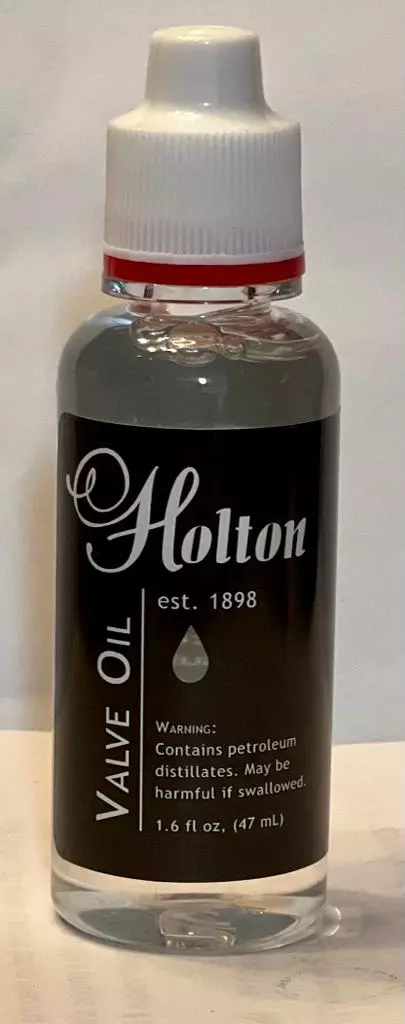 Holton
est. 1898
VALVE OIL
WARNING:
Contains petroleum
distillates. May be
harmful if swallowed.
1.6 fl oz, (47 mL)